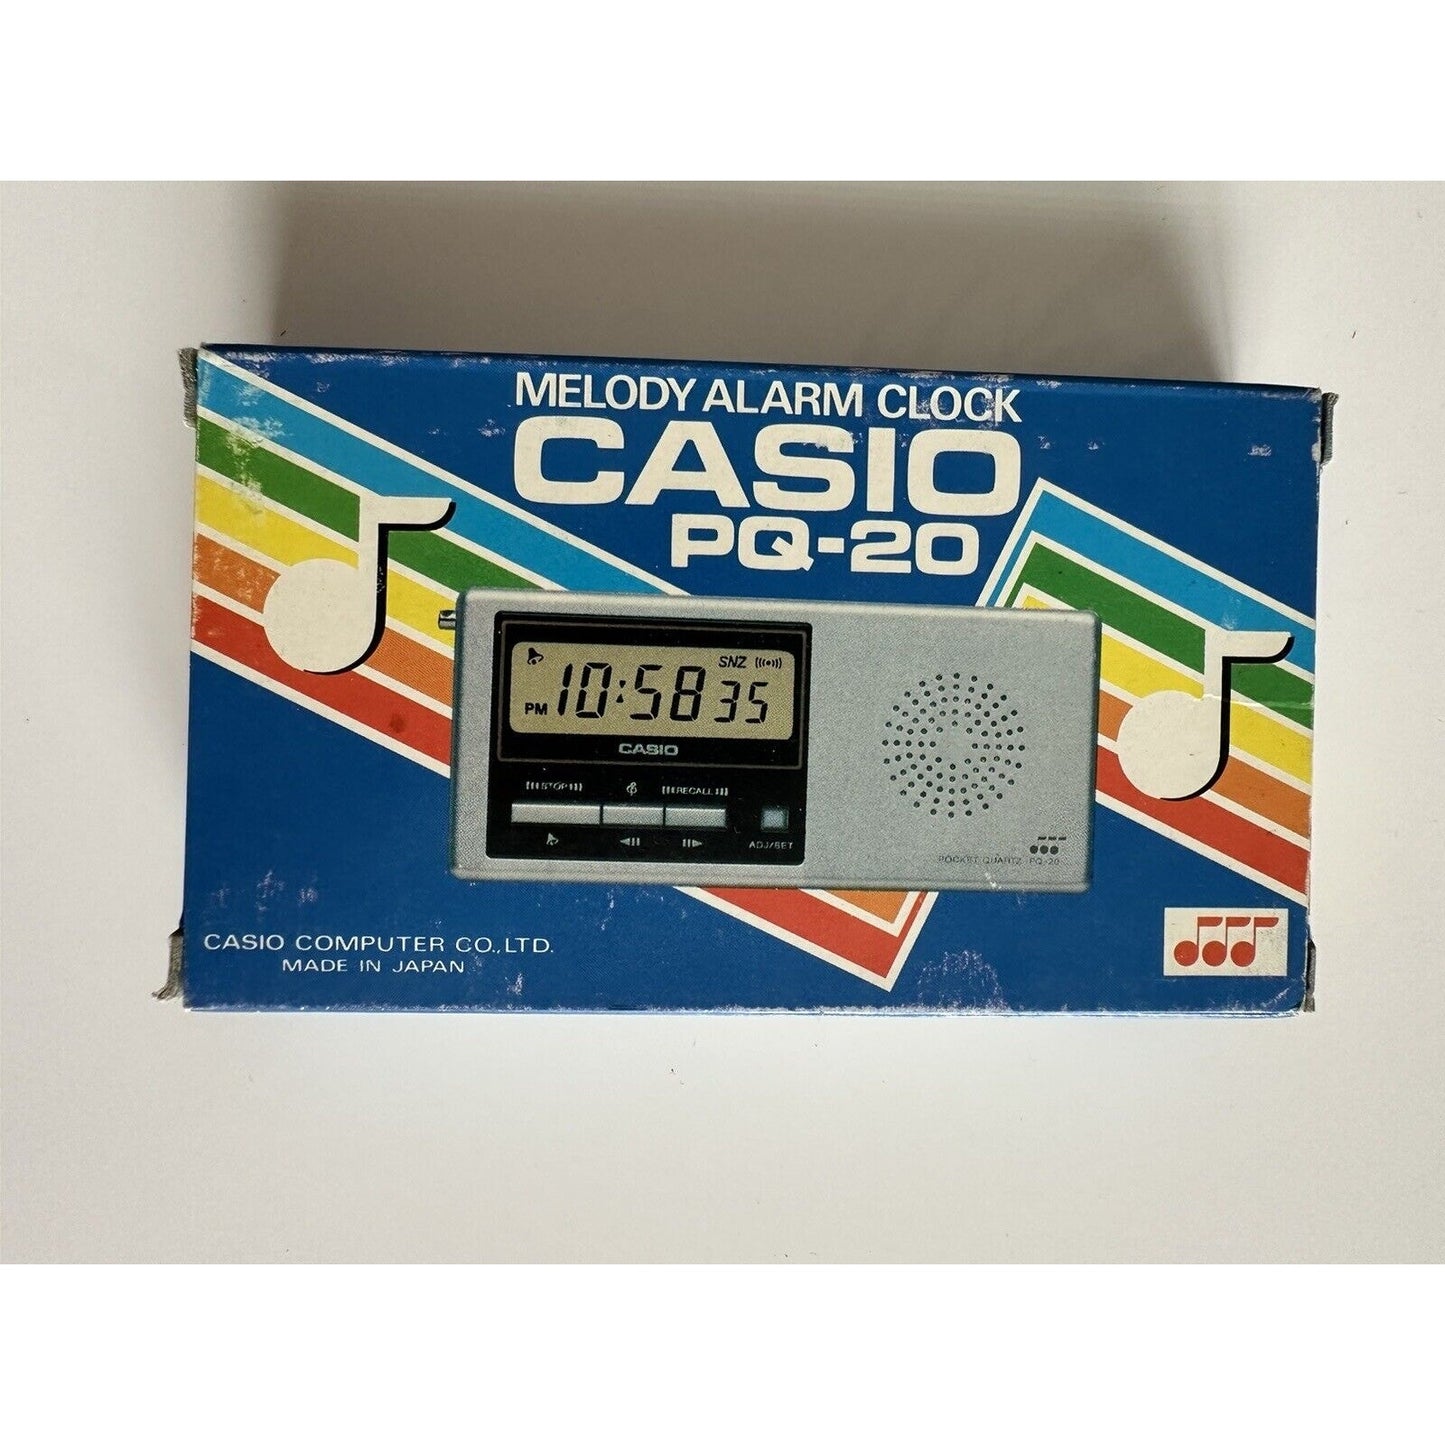 MELODY ALARM CLOCK
CASIO
PQ-20
SNZ
PM 10:58 35
CASIO
STOP RECALL
ADJ/SET
POCKET QUARTZ PQ-20
CASIO COMPUTER CO.,LTD.
MADE IN JAPAN